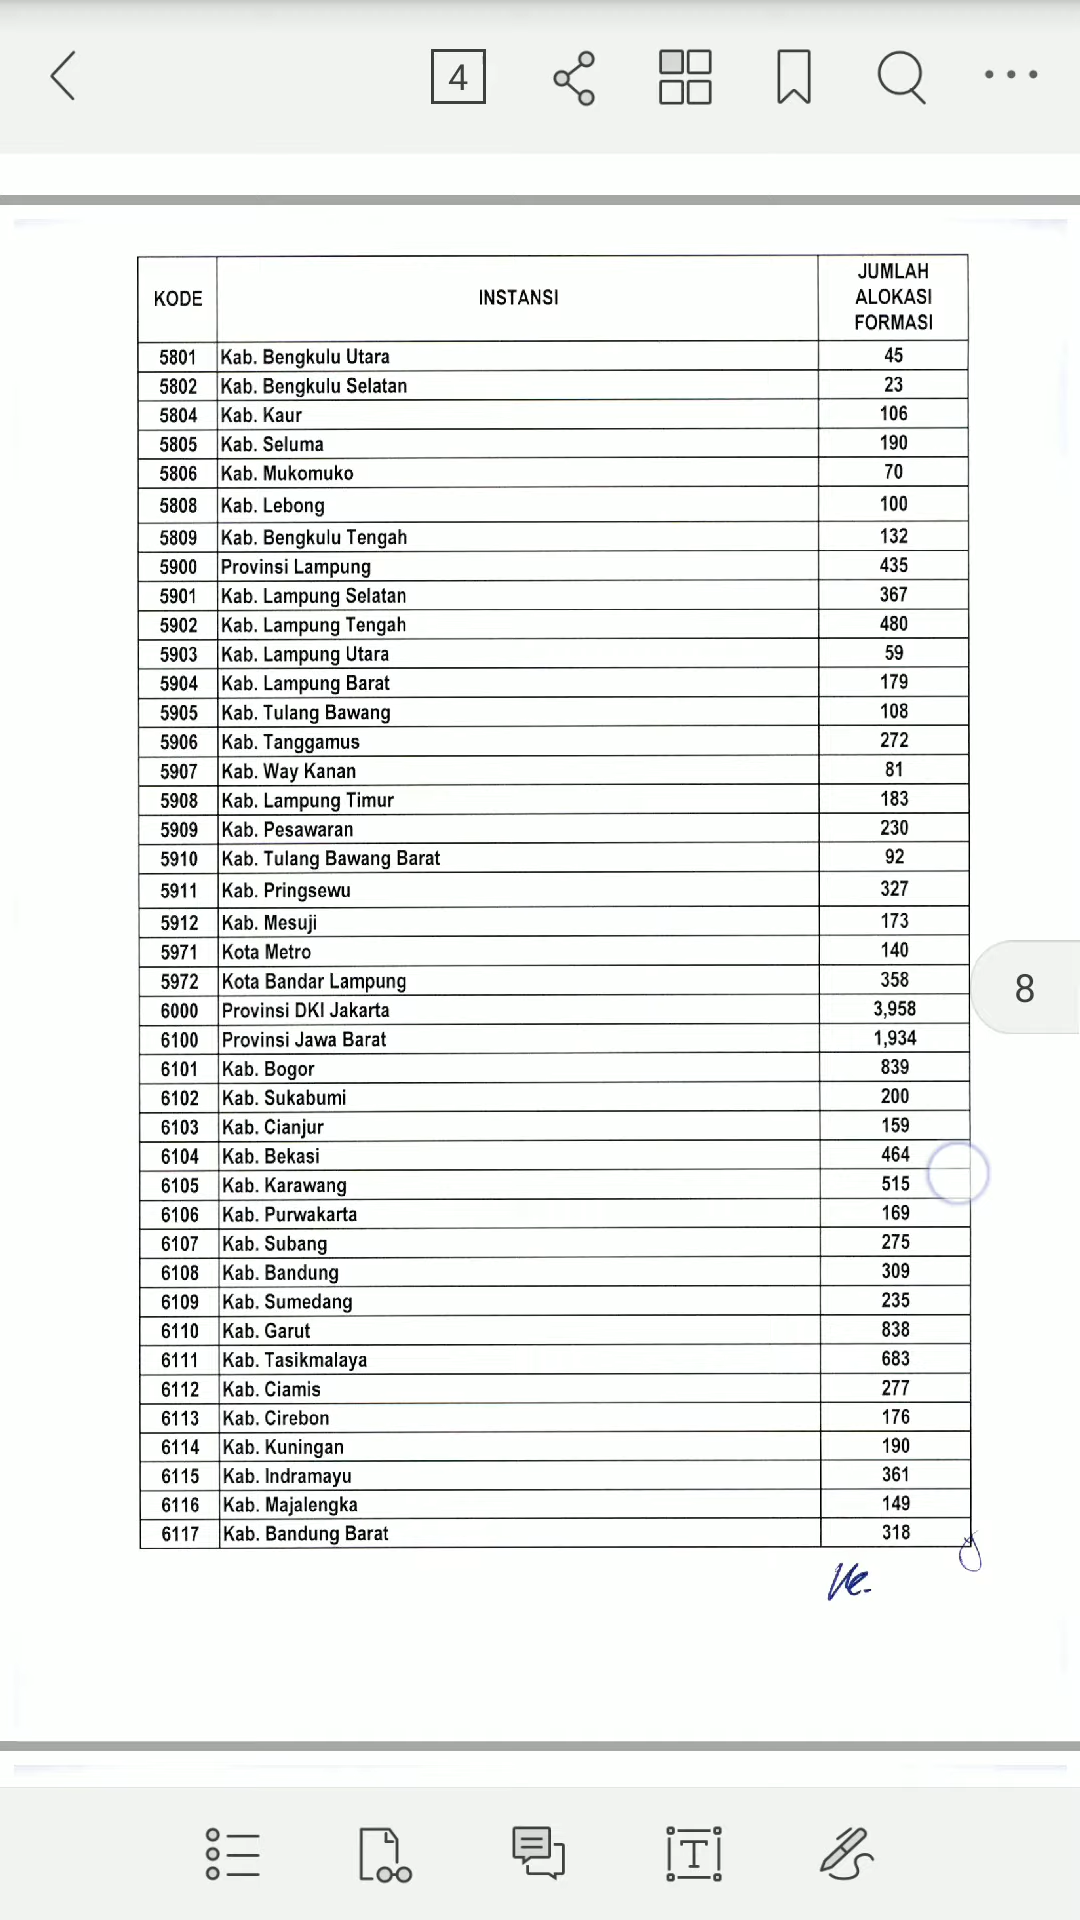 4
KODE INSTANSI JUMLAH ALOKASI FORMASI
5801 Kab. Bengkulu Utara 45
5802 Kab. Bengkulu Selatan 23
5804 Kab. Kaur 106
5805 Kab. Seluma 190
5806 Kab. Mukomuko 70
5808 Kab. Lebong 100
5809 Kab. Bengkulu Tengah 132
5900 Provinsi Lampung 435
5901 Kab. Lampung Selatan 367
5902 Kab. Lampung Tengah 480
5903 Kab. Lampung Utara 59
5904 Kab. Lampung Barat 179
5905 Kab. Tulang Bawang 108
5906 Kab. Tanggamus 272
5907 Kab. Way Kanan 81
5908 Kab. Lampung Timur 183
5909 Kab. Pesawaran 230
5910 Kab. Tulang Bawang Barat 92
5911 Kab. Pringsewu 327
5912 Kab. Mesuji 173
5971 Kota Metro 140
5972 Kota Bandar Lampung 358
8
6000 Provinsi DKI Jakarta 3,958
6100 Provinsi Jawa Barat 1,934
6101 Kab. Bogor 839
6102 Kab. Sukabumi 200
6103 Kab. Cianjur 159
6104 Kab. Bekasi 464
6105 Kab. Karawang 515
6106 Kab. Purwakarta 169
6107 Kab. Subang 275
6108 Kab. Bandung 309
6109 Kab. Sumedang 235
6110 Kab. Garut 838
6111 Kab. Tasikmalaya 683
6112 Kab. Ciamis 277
6113 Kab. Cirebon 176
6114 Kab. Kuningan 190
6115 Kab. Indramayu 361
6116 Kab. Majalengka 149
6117 Kab. Bandung Barat 318